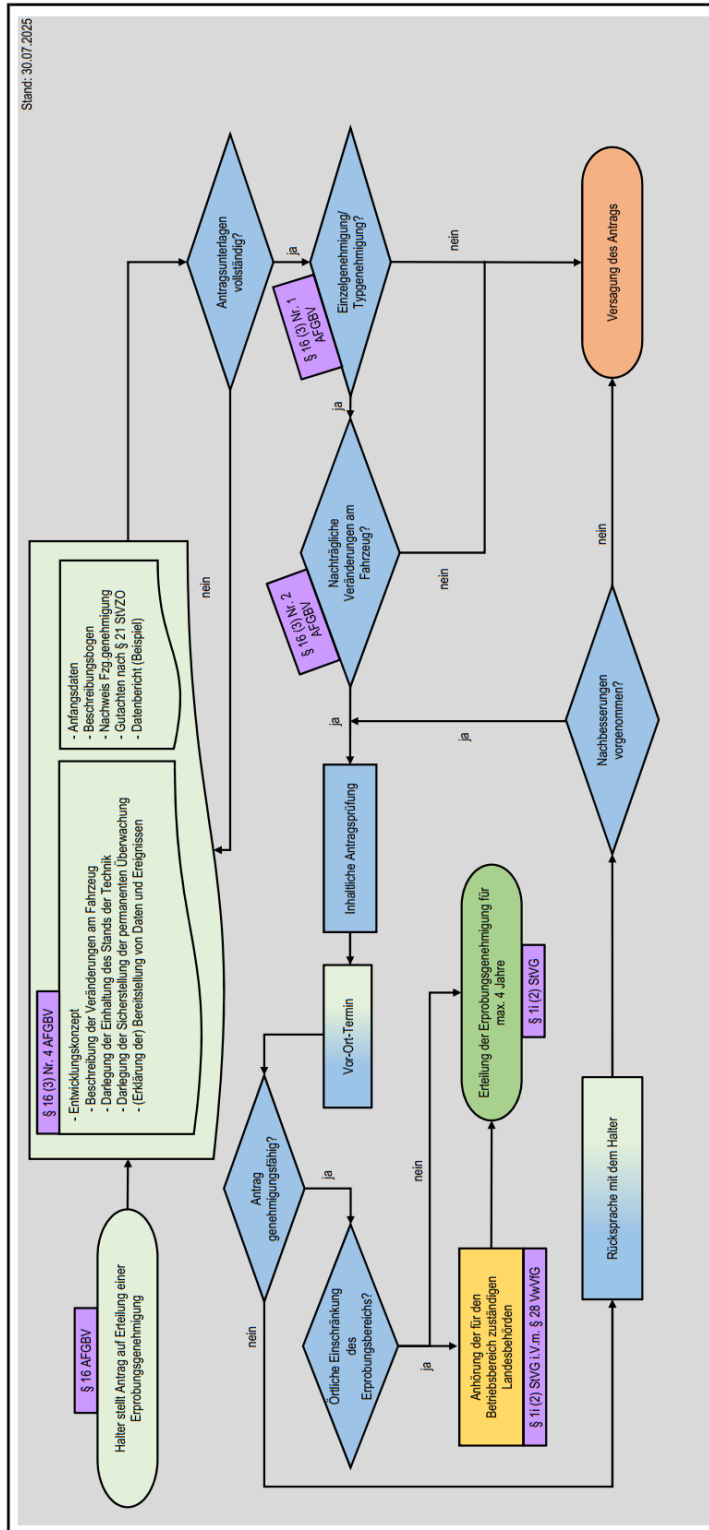 Stand: 30.07.2025
§ 16 AFGBV
Halter stellt Antrag auf Erteilung einer
Erprobungsgenehmigung
§ 16 (3) Nr. 4 AFGBV
- Entwicklungskonzept
- Beschreibung der Veränderungen am Fahrzeug
- Darlegung der Einhaltung des Stands der Technik
- Darlegung der Sicherstellung der permanenten Überwachung
- (Erklärung der) Bereitstellung von Daten und Ereignissen
- Anfangsdaten
- Beschreibungsbogen
- Nachweis Fzg.genehmigung
- Gutachten nach § 21 StVZO
- Datenbericht (Beispiel)
Antragsunterlagen
vollständig?
nein
ja
§ 16 (3) Nr. 1
AFGBV
Einzelgenehmigung/
Typgenehmigung?
nein
ja
§ 16 (3) Nr. 2
AFGBV
Nachträgliche
Veränderungen am
Fahrzeug?
nein
ja
Inhaltliche Antragsprüfung
Vor-Ort-Termin
Antrag
genehmigungsfähig?
nein
ja
Örtliche Einschränkung
des
Erprobungsbereichs?
nein
ja
Anhörung der für den
Betriebsbereich zuständigen
Landesbehörden
§ 1i (2) StVG i.V.m. § 28 VwVfG
Erteilung der Erprobungsgenehmigung für
max. 4 Jahre
§ 1i (2) StVG
Rücksprache mit dem Halter
Nachbesserungen
vorgenommen?
ja
nein
Versagung des Antrags